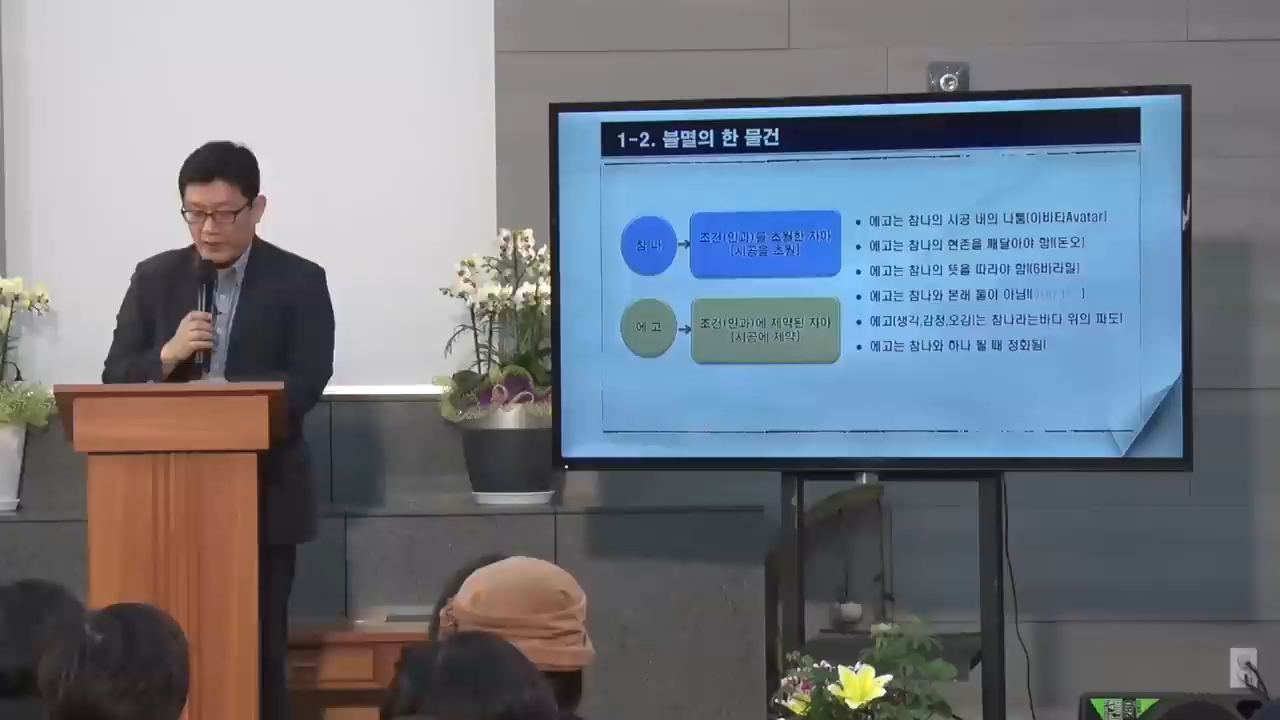 1-2. 불멸의 한 물건
참 나
조건(인과)를 초월한 자아
[시공을 초월]
에 고
조건(인과)에 제약된 자아
[시공에 제약]
• 에고는 참나의 시공 내의 나툼[아바타Avatar]
• 에고는 참나의 현존을 깨달아야 함![돈오]
• 에고는 참나의 뜻을 따라야 함![6바라밀]
• 에고는 참나와 본래 둘이 아님![
• 에고[생각,감정,오감]는 참나라는바다 위의 파도!
• 에고는 참나와 하나 될 때 정화됨!